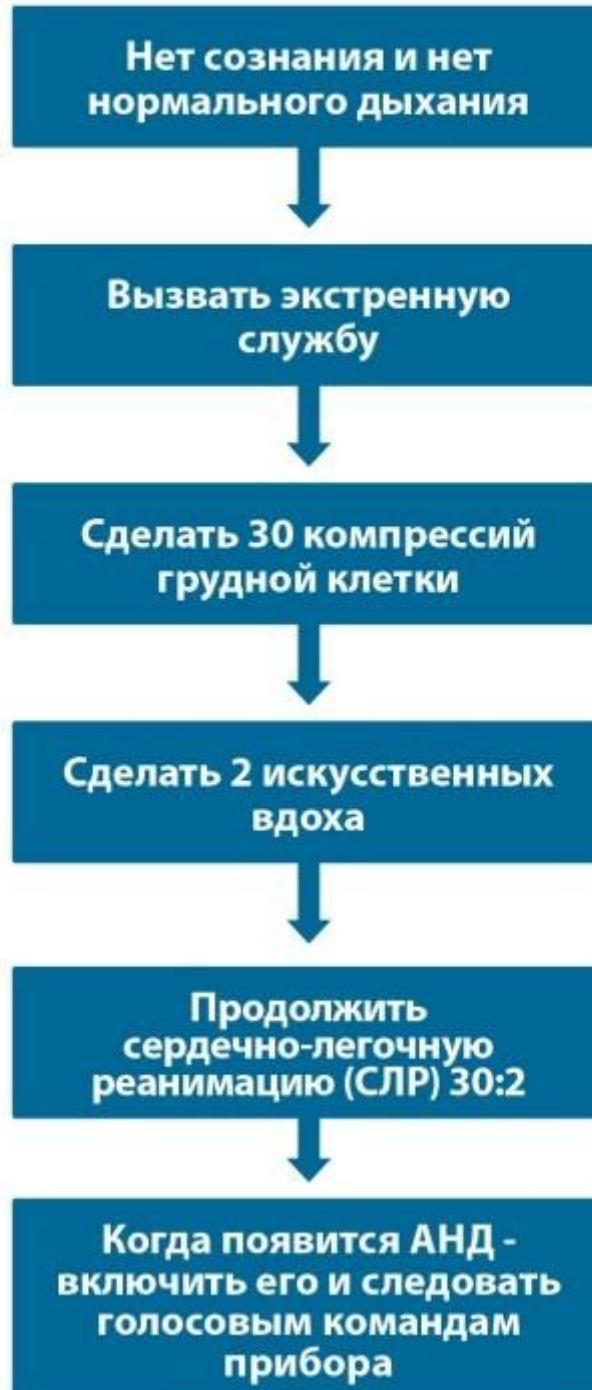 Нет сознания и нет
нормального дыхания
Вызвать экстренную
службу
Сделать 30 компрессий
грудной клетки
Сделать 2 искусственных
вдоха
Продолжить
сердечно-легочную
реанимацию (СЛР) 30:2
Когда появится АНД -
включить его и следовать
голосовым командам
прибора